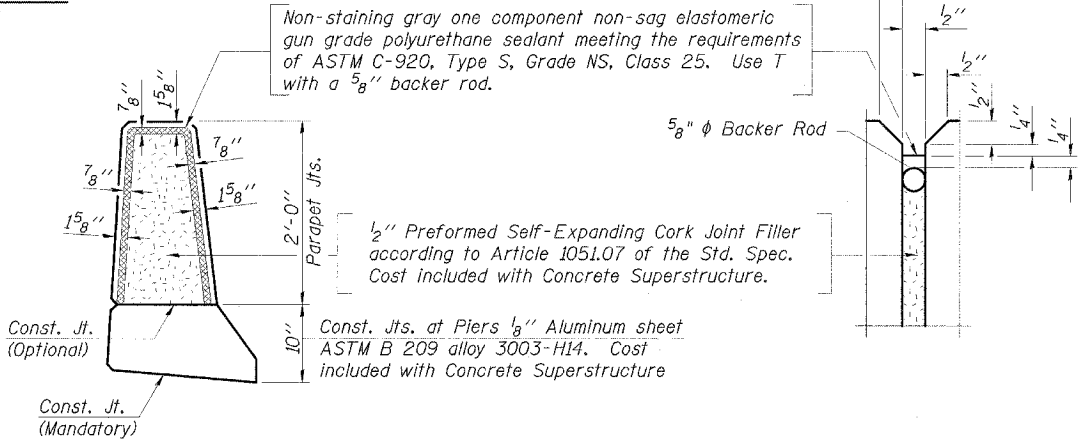 Non-staining gray one component non-sag elastomeric
gun grade polyurethane sealant meeting the requirements
of ASTM C-920, Type S, Grade NS, Class 25. Use T
with a 5/8" backer rod.
1/2"
1/2"
1/2"
1/4"
1/4"
7/8"
1 5/8"
5/8" ϕ Backer Rod
7/8"
7/8"
1 5/8"
1 5/8"
2'-0"
Parapet Jts.
1/2" Preformed Self-Expanding Cork Joint Filler
according to Article 1051.07 of the Std. Spec.
Cost included with Concrete Superstructure.
Const. Jt.
(Optional)
10"
Const. Jts. at Piers 1/8" Aluminum sheet
ASTM B 209 alloy 3003-H14. Cost
included with Concrete Superstructure
Const. Jt.
(Mandatory)